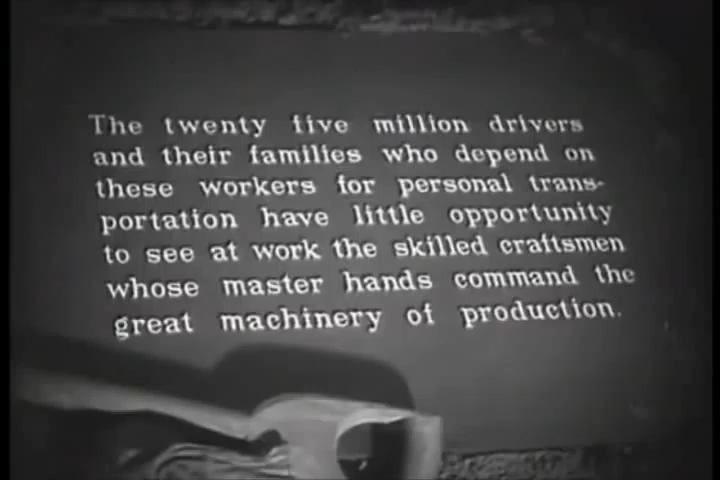 The twenty five million drivers
and their families who depend on
these workers for personal trans-
portation have little opportunity
to see at work the skilled craftsmen
whose master hands command the
great machinery of production.